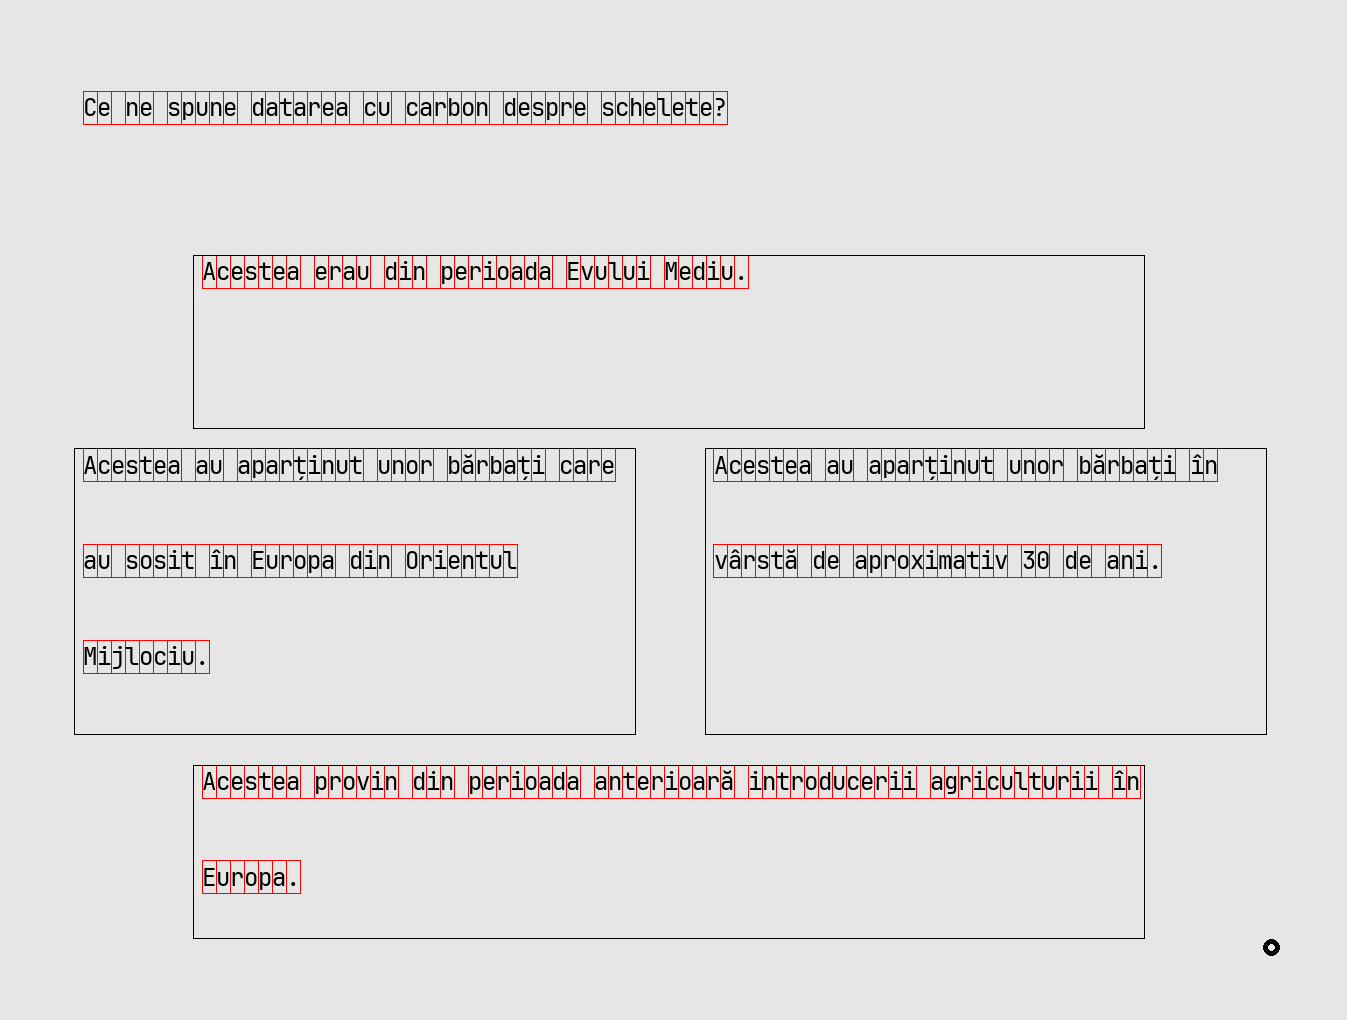 Ce ne spune datarea cu carbon despre schelete?
Acestea erau din perioada Evului Mediu.
Acestea au aparținut unor bărbați care
au sosit în Europa din Orientul
Mijlociu.
Acestea au aparținut unor bărbați în
vârstă de aproximativ 30 de ani.
Acestea provin din perioada anterioară introducerii agriculturii în
Europa.